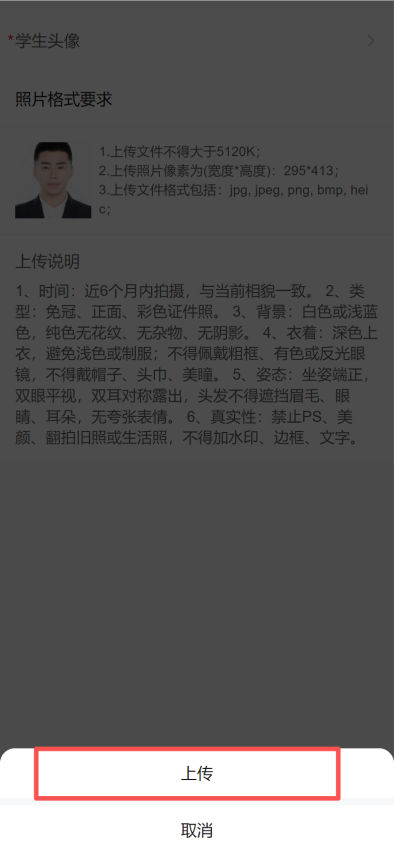 *学生头像
照片格式要求
1.上传文件不得大于5120K；
2.上传照片像素为(宽度*高度)：295*413；
3.上传文件格式包括：jpg, jpeg, png, bmp, hei
c；
上传说明
1、时间：近6个月内拍摄，与当前相貌一致。 2、类
型：免冠、正面、彩色证件照。 3、背景：白色或浅蓝
色，纯色无花纹、无杂物、无阴影。 4、衣着：深色上
衣，避免浅色或制服；不得佩戴粗框、有色或反光眼
镜，不得戴帽子、头巾、美瞳。 5、姿态：坐姿端正，
双眼平视，双耳对称露出，头发不得遮挡眉毛、眼
睛、耳朵，无夸张表情。 6、真实性：禁止PS、美
颜、翻拍旧照或生活照，不得加水印、边框、文字。
上传
取消